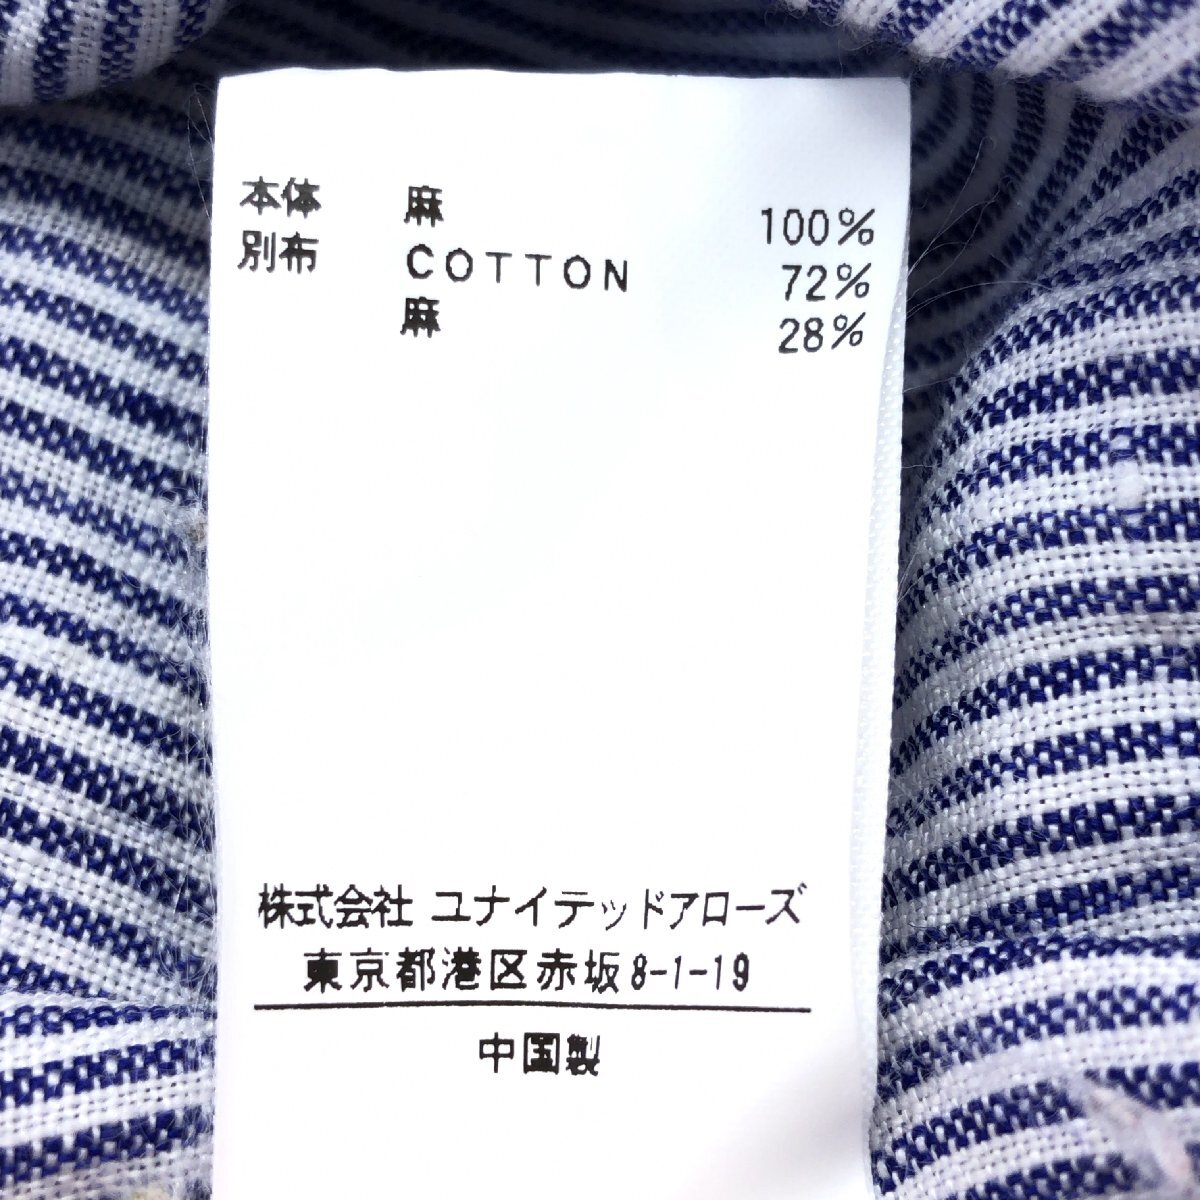 本体 麻 100%
別布 COTTON 72%
麻 28%
株式会社 ユナイテッドアローズ
東京都港区赤坂8-1-19
中国製